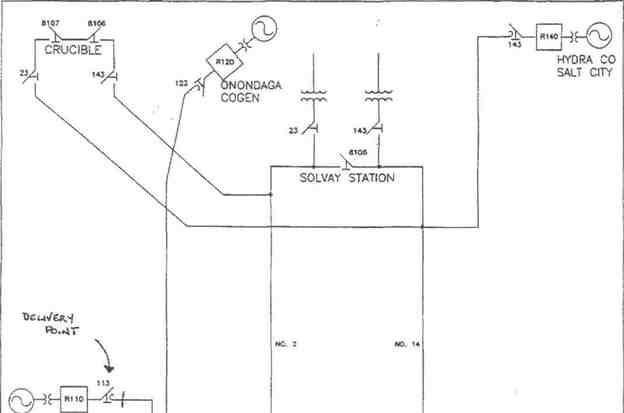 8107 8106
CRUCIBLE
23
143
R120
122
ONONDAGA
COGEN
R140
143
HYDRA CO
SALT CITY
23
143
8105
SOLVAY STATION
DELIVERY
POINT
NO. 2
NO. 14
113
R110